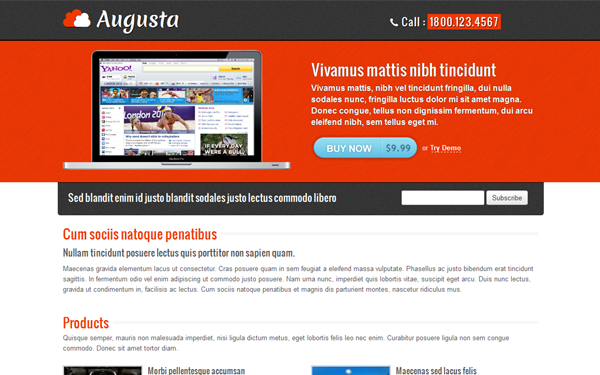 Augusta
Call : 1800.123.4567
YAHOO!
London 2012
IF EVERY DAY
WERE A BULL
Vivamus mattis nibh tincidunt
Vivamus mattis, nibh vel tincidunt fringilla, dui nulla
sodales nunc, fringilla luctus dolor mi sit amet magna.
Donec congue, tellus non dignissim fermentum, dui arcu
eleifend nibh, sem tellus eget mi.
BUY NOW $9.99 or Try Demo
Sed blandit enim id justo blandit sodales justo lectus commodo libero
Subscribe
Cum sociis natoque penatibus
Nullam tincidunt posuere lectus quis porttitor non sapien quam.
Maecenas gravida elementum lacus ut consectetur. Cras posuere quam in sem feugiat a eleifend massa vulputate. Phasellus ac justo bibendum erat tincidunt
sagittis. In fermentum odio vel enim adipiscing ut commodo justo posuere. Nam urna nunc, imperdiet quis lobortis vitae, suscipit eget arcu. Duis nunc lectus,
gravida ut condimentum in, facilisis ac lectus. Cum sociis natoque penatibus et magnis dis parturient montes, nascetur ridiculus mus.
Products
Quisque semper, mauris non malesuada imperdiet, nisi ligula dictum metus, eget lobortis felis leo nec enim. Curabitur posuere ligula non sem congue
commodo. Donec sit amet tortor diam.
Morbi pellentesque accumsan
Maecenas sed lacus felis